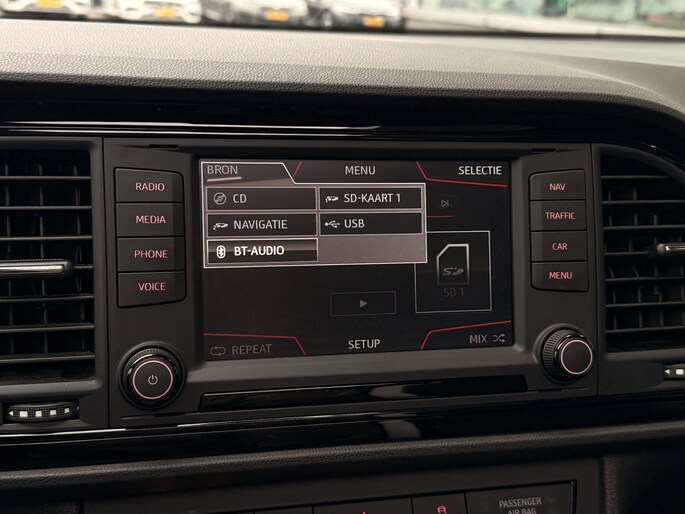 BRON MENU SELECTIE
CD SD-KAART 1
NAVIGATIE USB
BT-AUDIO
SD 1
REPEAT SETUP MIX
RADIO
MEDIA
PHONE
VOICE
NAV
TRAFFIC
CAR
MENU
PASSENGER
AIR BAG